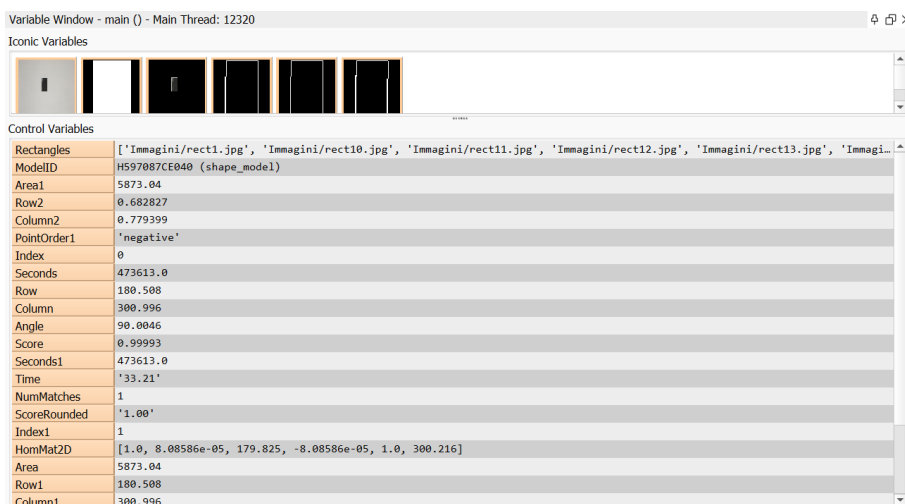 Variable Window - main () - Main Thread: 12320
Iconic Variables
Control Variables
Rectangles ['Immagini/rect1.jpg', 'Immagini/rect10.jpg', 'Immagini/rect11.jpg', 'Immagini/rect12.jpg', 'Immagini/rect13.jpg', 'Immagi…
ModelID H597087CE040 (shape_model)
Area1 5873.04
Row2 0.682827
Column2 0.779399
PointOrder1 'negative'
Index 0
Seconds 473613.0
Row 180.508
Column 300.996
Angle 90.0046
Score 0.99993
Seconds1 473613.0
Time '33.21'
NumMatches 1
ScoreRounded '1.00'
Index1 1
HomMat2D [1.0, 8.08586e-05, 179.825, -8.08586e-05, 1.0, 300.216]
Area 5873.04
Row1 180.508
Column1 300.996